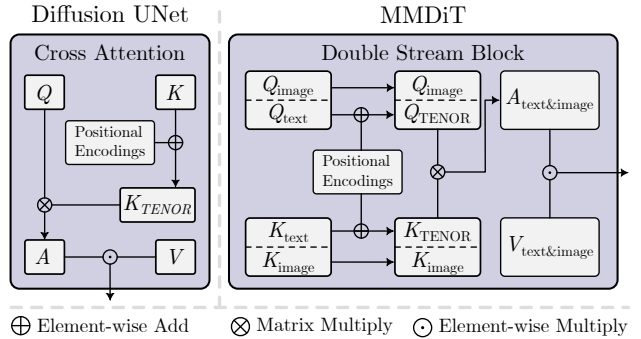 Diffusion UNet
MMDiT
Cross Attention
Q
K
Positional
Encodings
K_TENOR
A
V
Double Stream Block
Q_image
Q_text
Q_image
Q_TENOR
A_text&image
Positional
Encodings
K_text
K_image
K_TENOR
K_image
V_text&image
Element-wise Add
Matrix Multiply
Element-wise Multiply